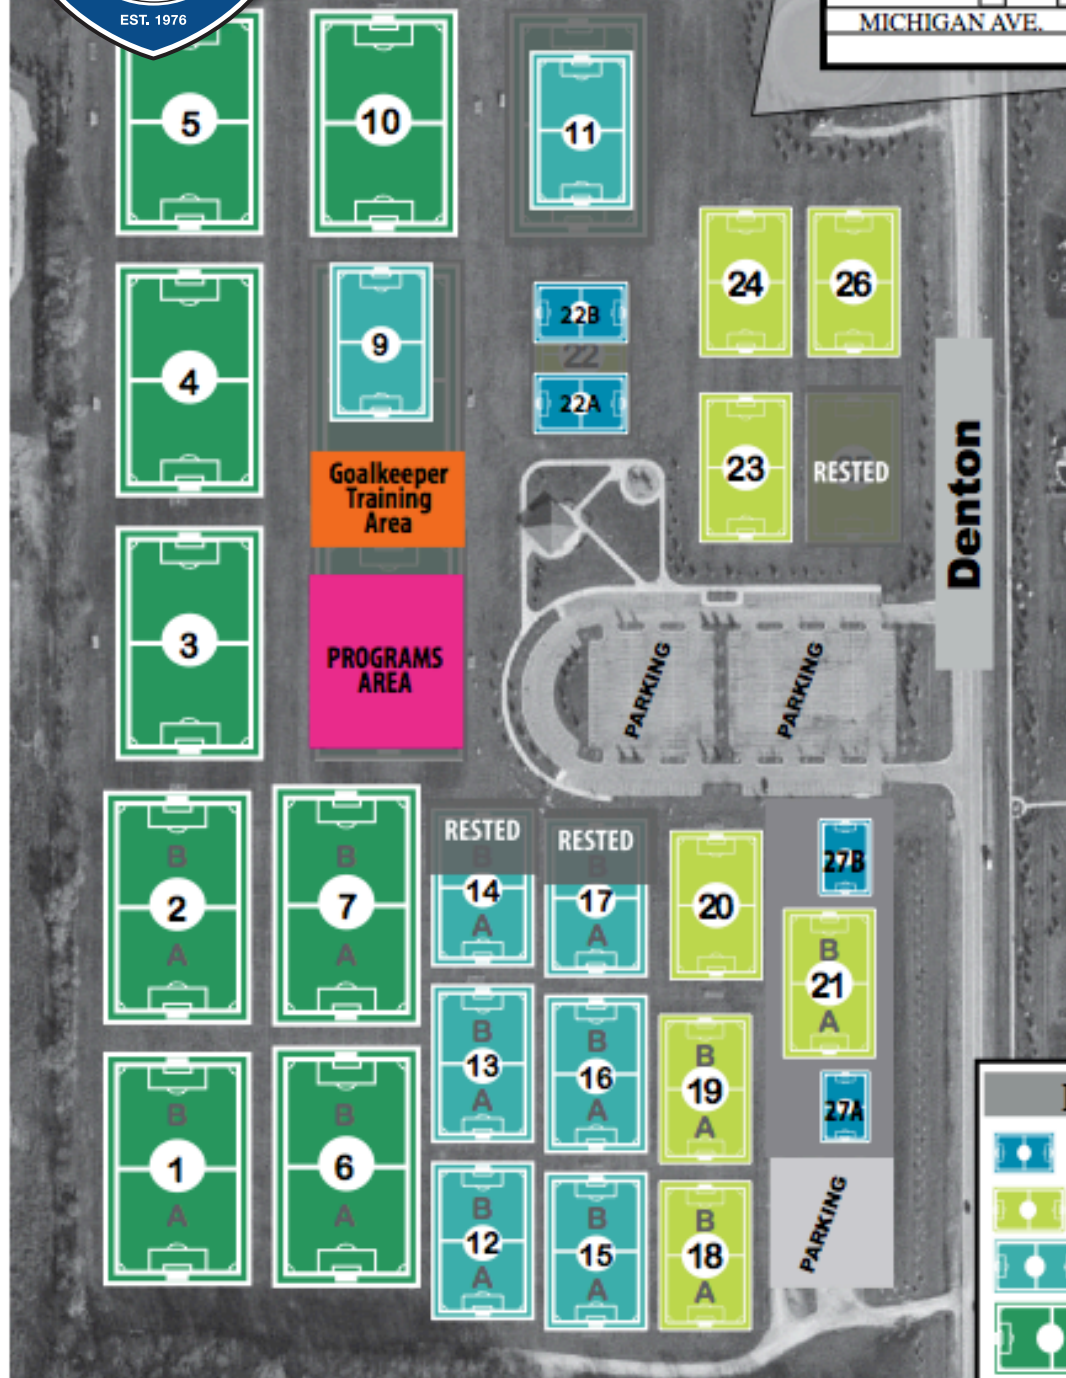 EST. 1976
MICHIGAN AVE.
5
10
11
24
26
22B
22
22A
4
9
23
RESTED
Goalkeeper
Training
Area
Denton
3
PROGRAMS
AREA
PARKING
PARKING
B
2
A
B
7
A
RESTED
B
14
A
RESTED
B
17
A
20
27B
B
21
A
27A
B
13
A
B
16
A
B
19
A
B
1
A
B
6
A
B
12
A
B
15
A
B
18
A
PARKING